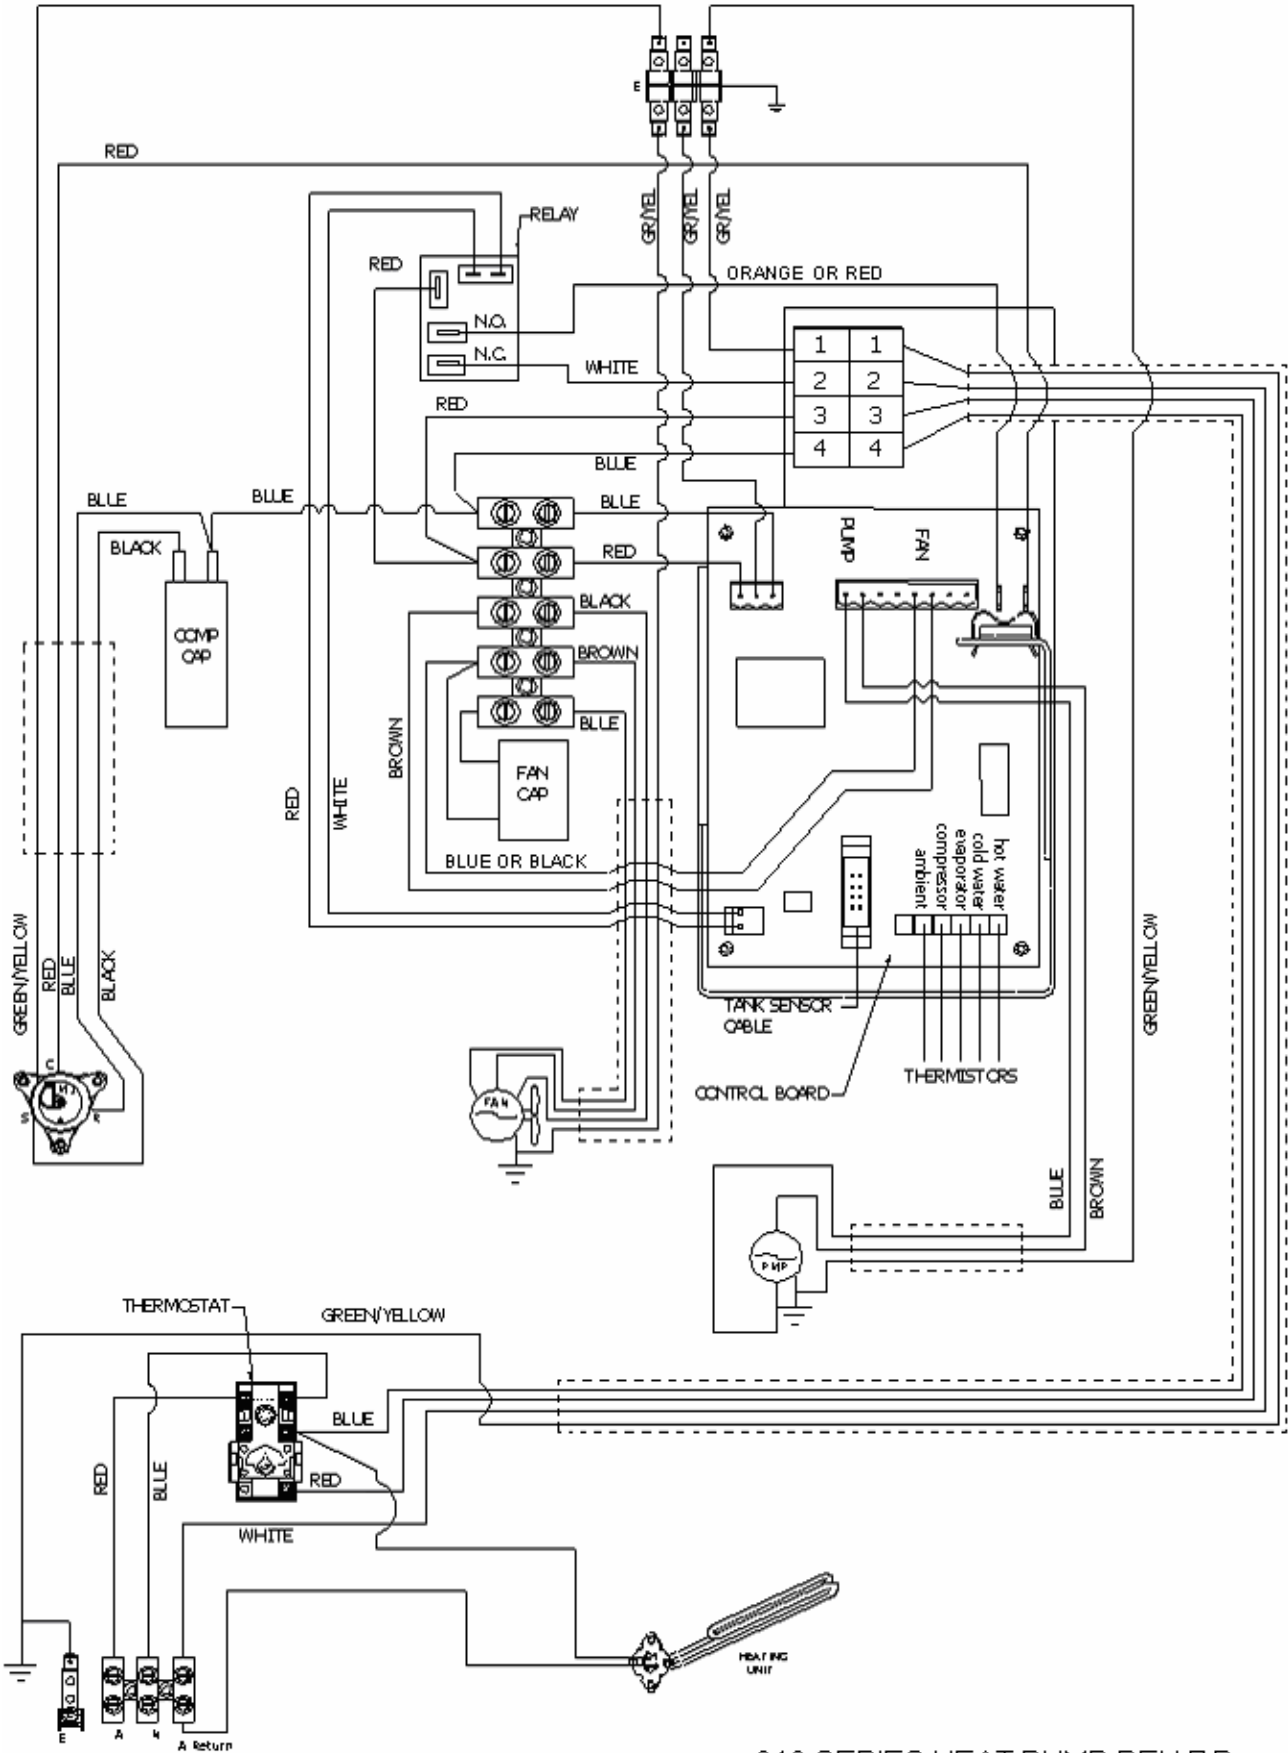 E
RED
GR/YEL
GR/YEL
GR/YEL
RELAY
RED
ORANGE OR RED
N.O.
N.C.
WHITE
1 1
2 2
3 3
4 4
RED
BLUE
BLUE
BLUE
BLUE
BLACK
RED
PUMP
FAN
BLACK
COMP
CAP
BROWN
BLUE
BROWN
FAN
CAP
RED
WHITE
BLUE OR BLACK
hot water
cold water
evaporator
compressor
ambient
GREEN/YELLOW
RED
BLUE
BLACK
GREEN/YELLOW
TANK SENSOR
CABLE
THERMISTORS
CONTROL BOARD
C
S
R
FAN
BLUE
BROWN
PMP
THERMOSTAT
GREEN/YELLOW
BLUE
RED
BLUE
RED
WHITE
HEATING
UNIT
E
A
N
A Return